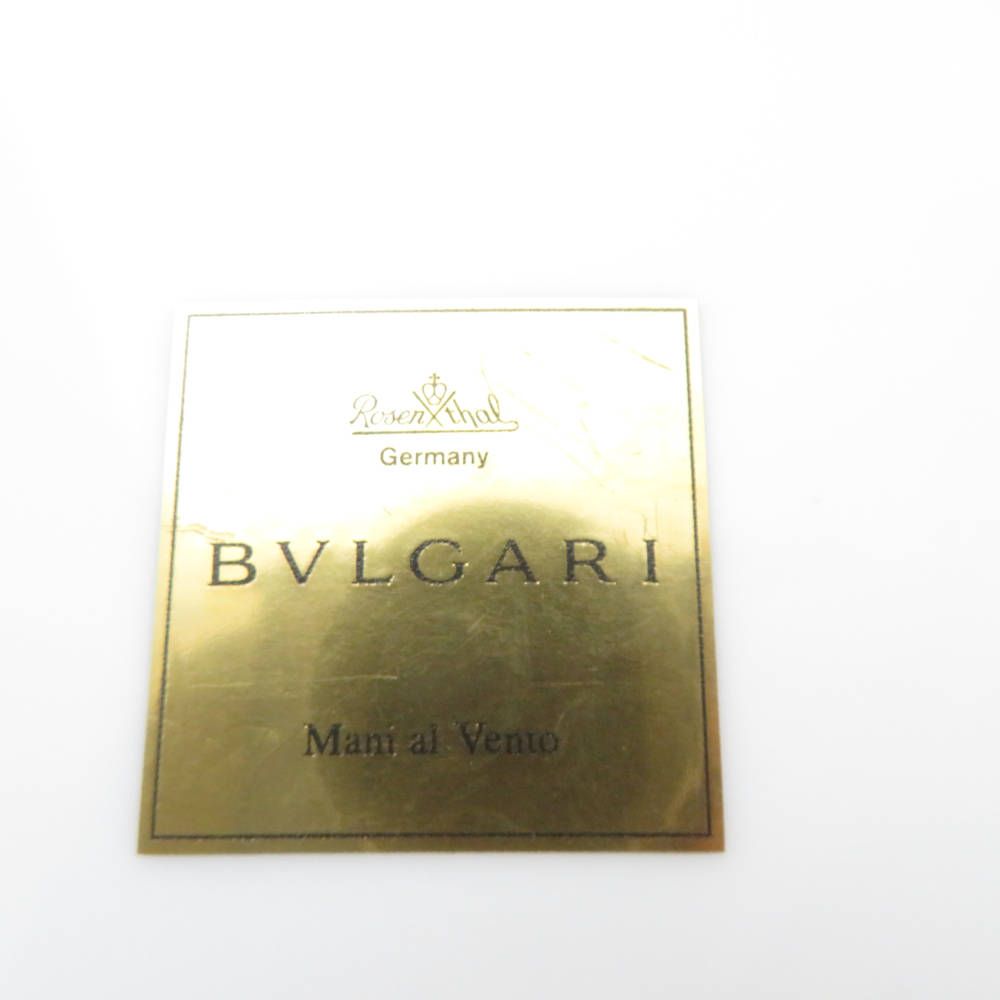 Rosenthal
Germany
BVLGARI
Mani al Vento